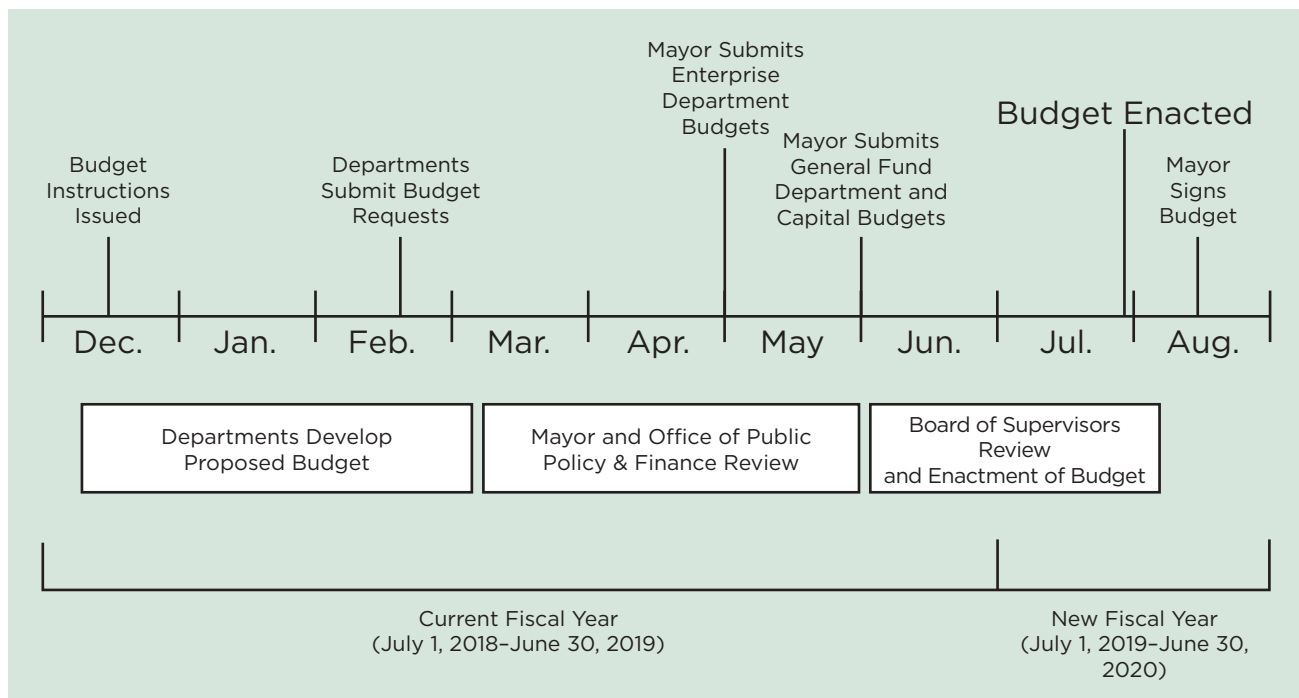 Mayor Submits
Enterprise
Department
Budgets
Budget Enacted
Mayor Submits
General Fund
Department and
Capital Budgets
Budget
Instructions
Issued
Departments
Submit Budget
Requests
Mayor
Signs
Budget
Dec.
Jan.
Feb.
Mar.
Apr.
May
Jun.
Jul.
Aug.
Departments Develop
Proposed Budget
Mayor and Office of Public
Policy & Finance Review
Board of Supervisors
Review
and Enactment of Budget
Current Fiscal Year
(July 1, 2018–June 30, 2019)
New Fiscal Year
(July 1, 2019–June 30,
2020)